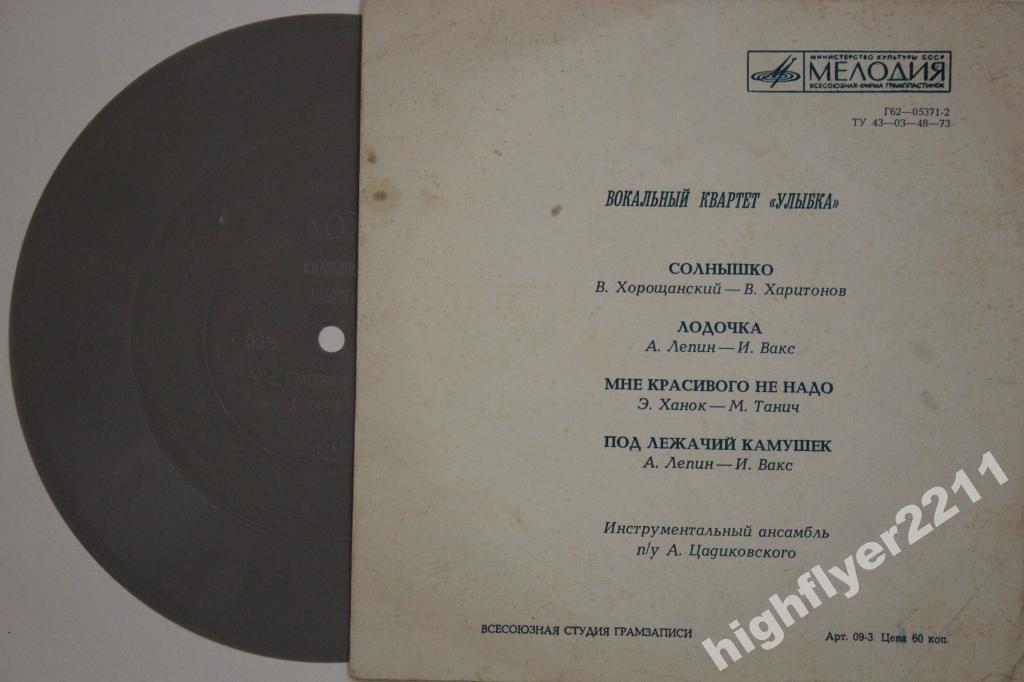 МИНИСТЕРСТВО КУЛЬТУРЫ СССР
МЕЛОДИЯ
ВСЕСОЮЗНАЯ ФИРМА ГРАМПЛАСТИНОК
Г62—05371-2
ТУ 43—03—48—73
ВОКАЛЬНЫЙ КВАРТЕТ «УЛЫБКА»
СОЛНЫШКО
В. Хорощанский — В. Харитонов
ЛОДОЧКА
А. Лепин — И. Вакс
МНЕ КРАСИВОГО НЕ НАДО
Э. Ханок — М. Танич
ПОД ЛЕЖАЧИЙ КАМУШЕК
А. Лепин — И. Вакс
Инструментальный ансамбль
п/у А. Цадиковского
ВСЕСОЮЗНАЯ СТУДИЯ ГРАМЗАПИСИ
Арт. 09-3 Цена 60 коп.
highflyer2211